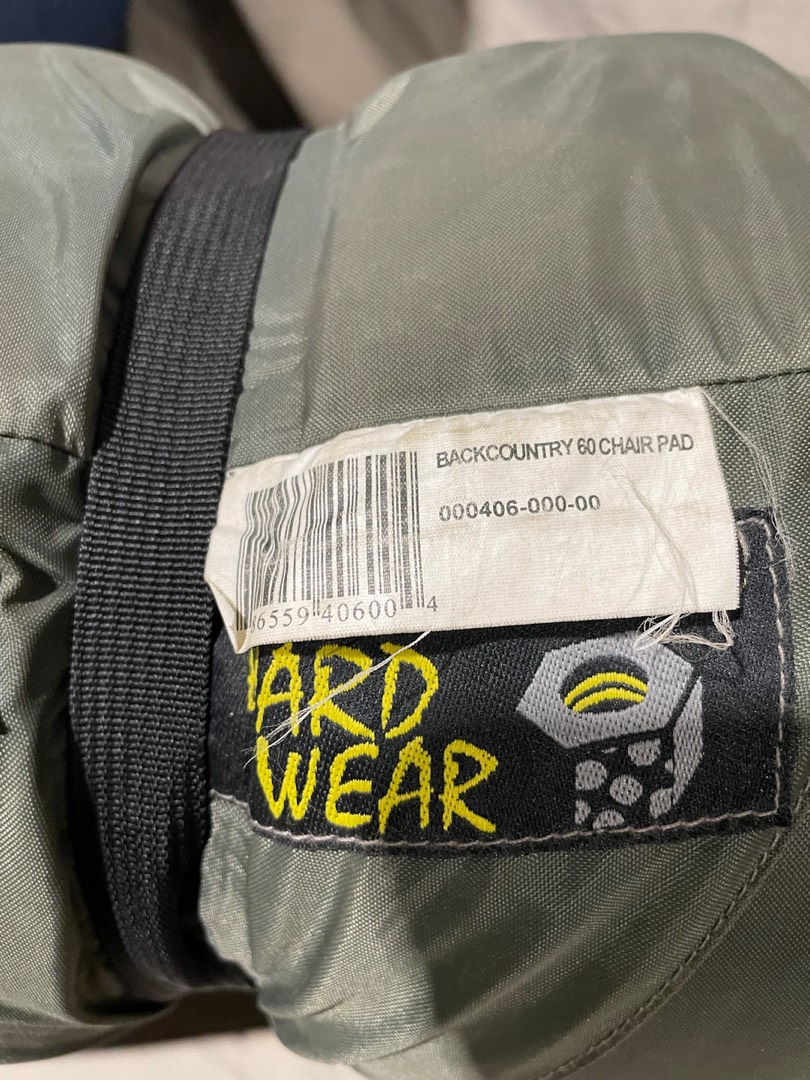 BACKCOUNTRY 60 CHAIR PAD
000406-000-00
6559 40600 4
ARD
WEAR